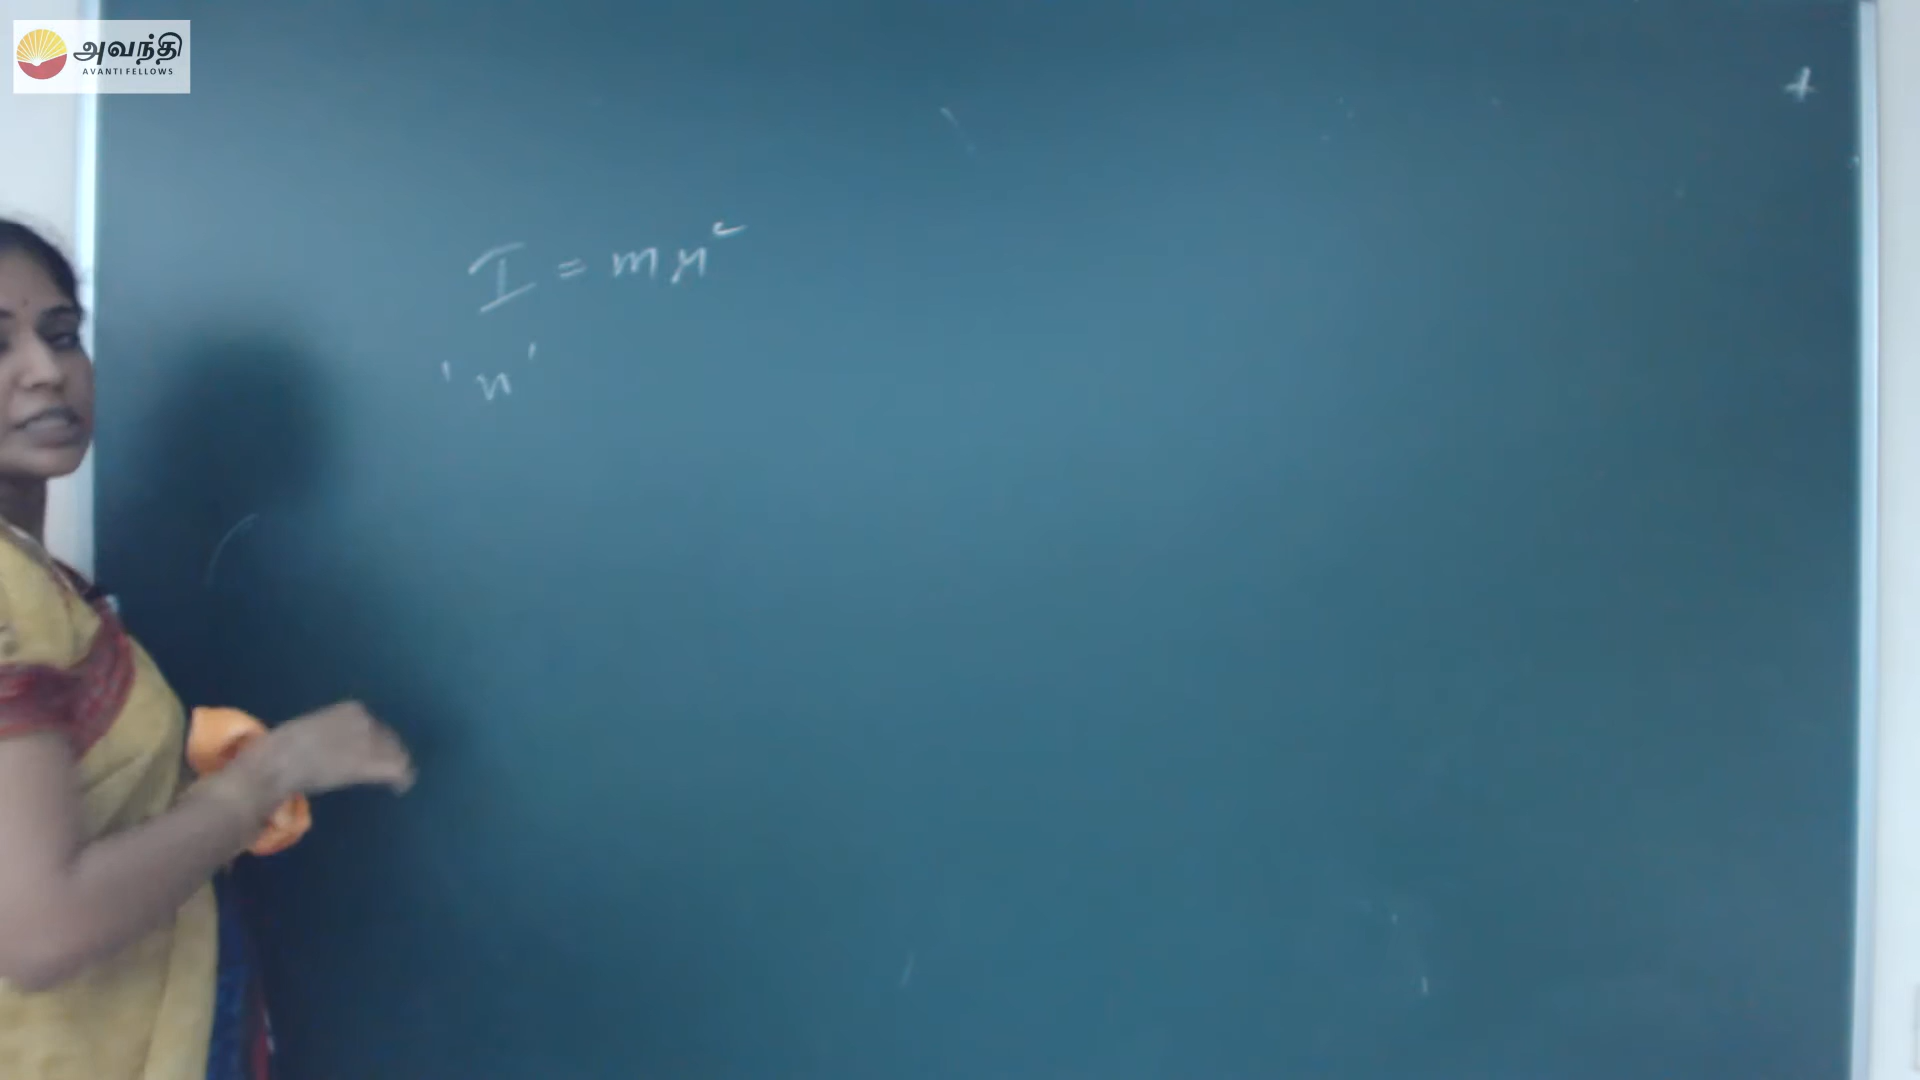 அவந்தி
AVANTI FELLOWS
+
I = mr²
'n'